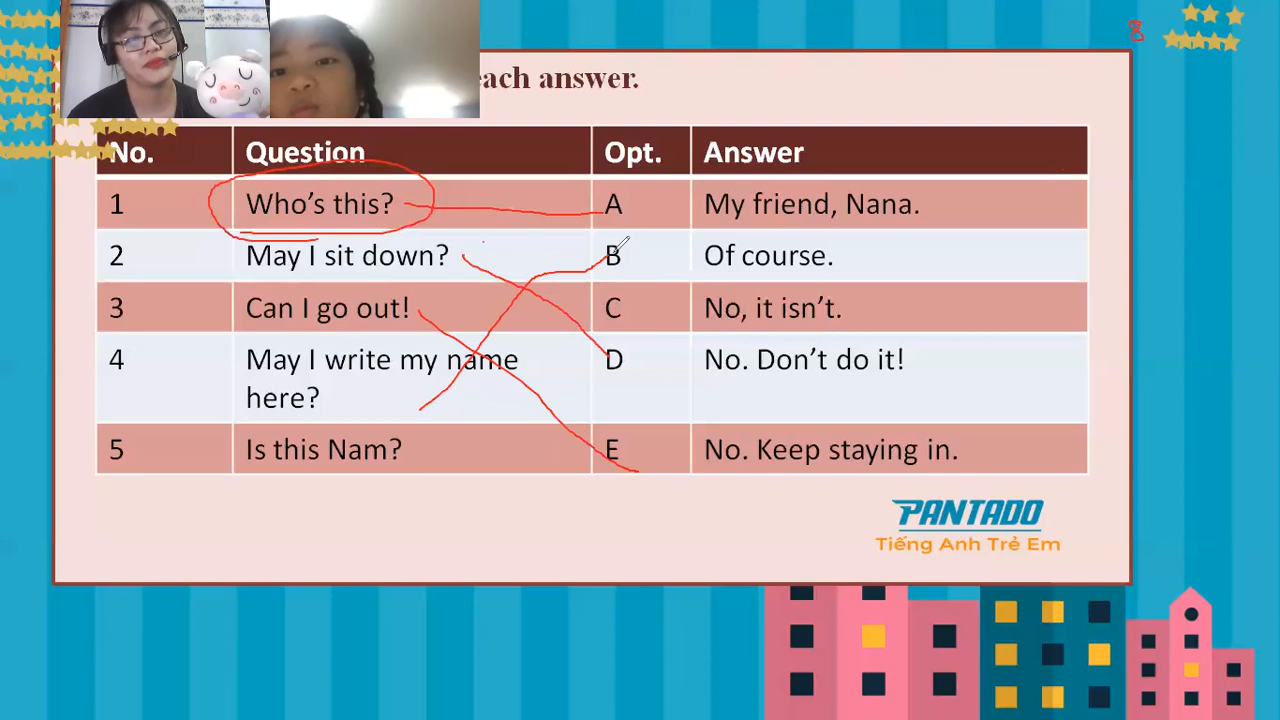 8
each answer.
No. Question Opt. Answer
1 Who's this? A My friend, Nana.
2 May I sit down? B Of course.
3 Can I go out! C No, it isn't.
4 May I write my name D No. Don't do it!
here?
5 Is this Nam? E No. Keep staying in.
PANTADO
Tiếng Anh Trẻ Em